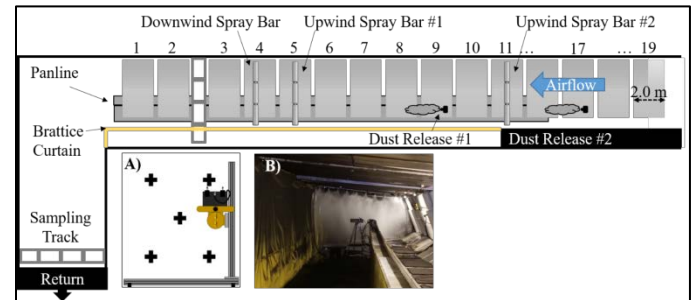 Downwind Spray Bar
Upwind Spray Bar #1
Upwind Spray Bar #2
1 2 3 4 5 6 7 8 9 10 11 ... 17 ... 19
Panline
Airflow
2.0 m
Brattice
Curtain
Dust Release #1
Dust Release #2
A)
B)
Sampling
Track
Return